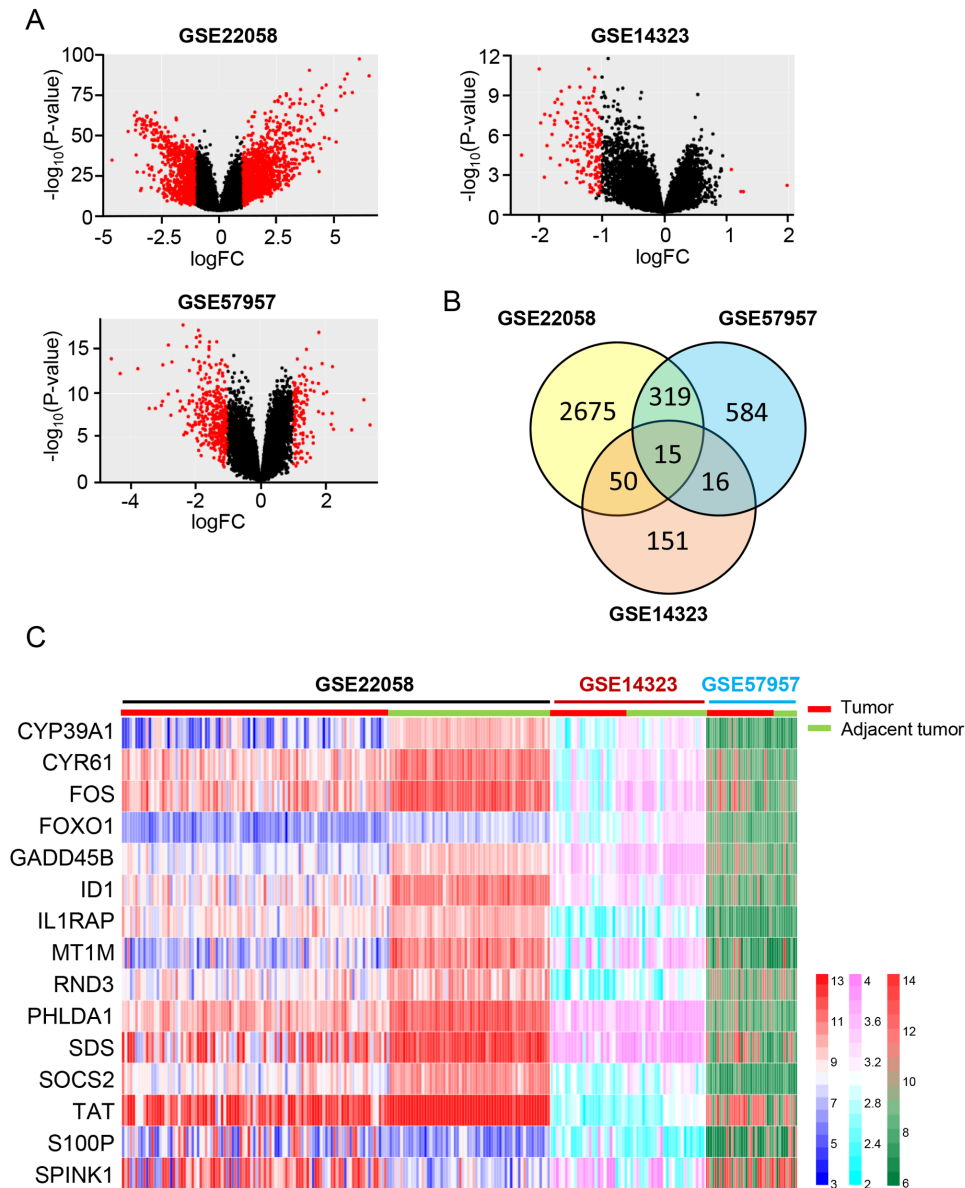 A
GSE22058
-log10(P-value)
100
75
50
25
0
-5
-2.5
0
2.5
5
logFC
GSE14323
-log10(P-value)
12
9
6
3
0
-2
-1
0
1
2
logFC
GSE57957
-log10(P-value)
15
10
5
0
-4
-2
0
2
logFC
B
GSE22058
GSE57957
2675
319
584
15
50
16
151
GSE14323
C
GSE22058
GSE14323
GSE57957
Tumor
Adjacent tumor
CYP39A1
CYR61
FOS
FOXO1
GADD45B
ID1
IL1RAP
MT1M
RND3
PHLDA1
SDS
SOCS2
TAT
S100P
SPINK1
13
11
9
7
5
3
4
3.6
3.2
2.8
2.4
2
14
12
10
8
6